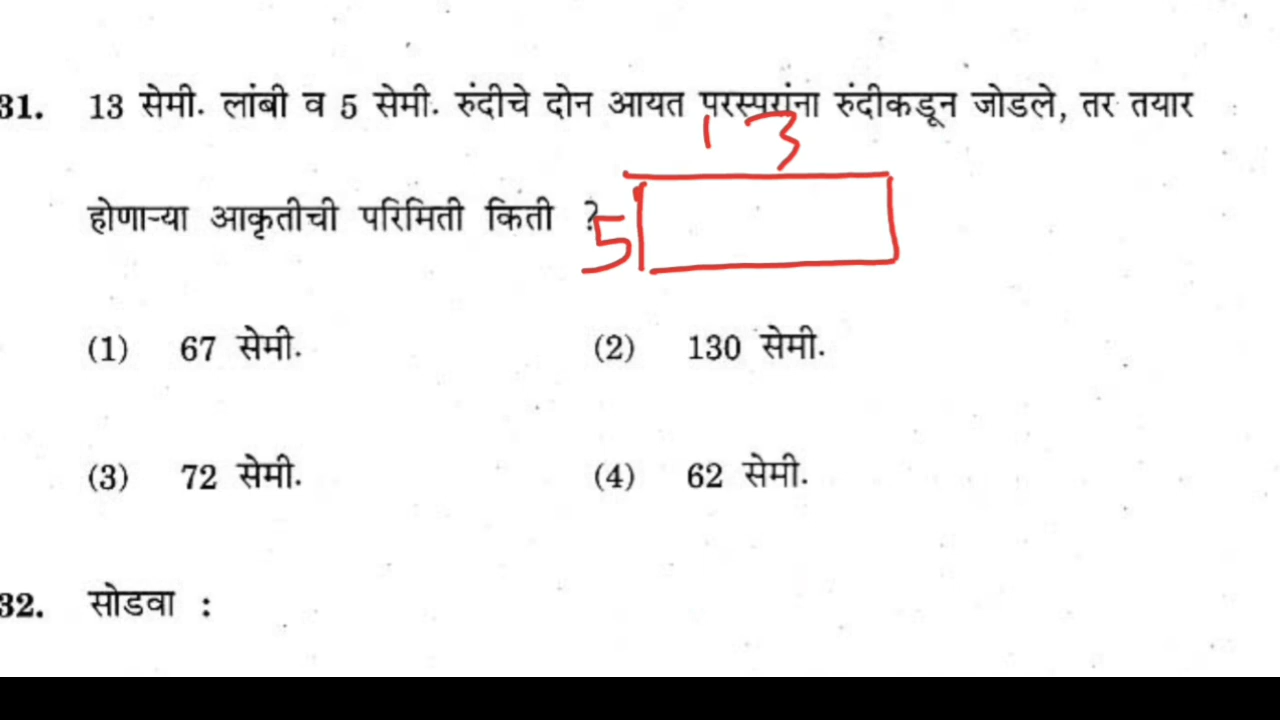 31. 13 सेमी. लांबी व 5 सेमी. रुंदीचे दोन आयत परस्परांना रुंदीकडून जोडले, तर तयार
13
होणाऱ्या आकृतीची परिमिती किती ?
5
(1) 67 सेमी. (2) 130 सेमी.
(3) 72 सेमी. (4) 62 सेमी.
32. सोडवा :